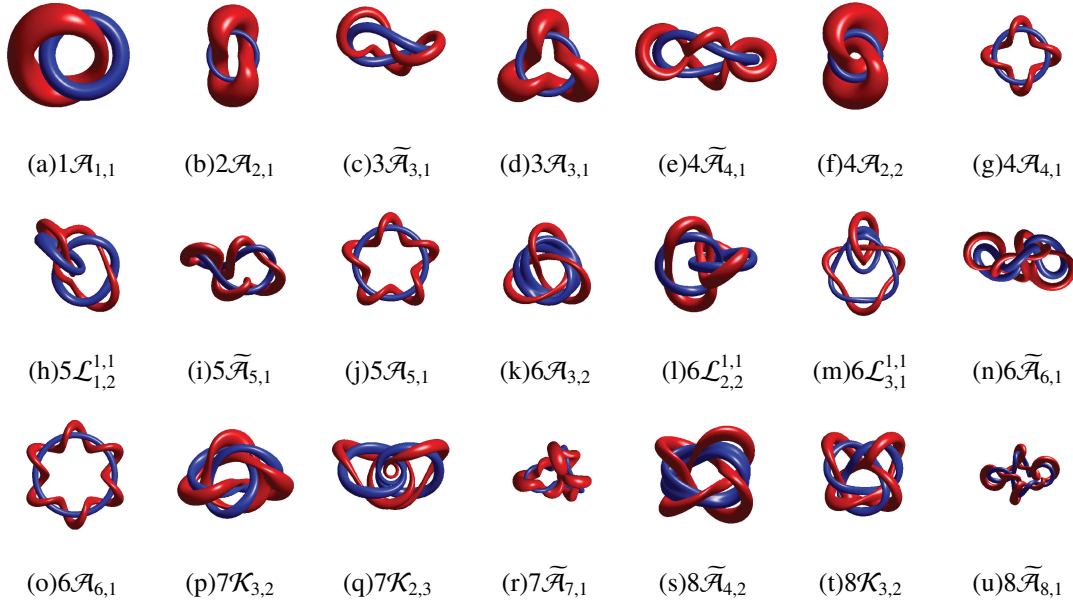 (a)1𝒜₁,₁ (b)2𝒜₂,₁ (c)3𝒜̃₃,₁ (d)3𝒜₃,₁ (e)4𝒜̃₄,₁ (f)4𝒜₂,₂ (g)4𝒜₄,₁
(h)5ℒ₁,₂¹,¹ (i)5𝒜̃₅,₁ (j)5𝒜₅,₁ (k)6𝒜₃,₂ (l)6ℒ₂,₂¹,¹ (m)6ℒ₃,₁¹,¹ (n)6𝒜̃₆,₁
(o)6𝒜₆,₁ (p)7𝒦₃,₂ (q)7𝒦₂,₃ (r)7𝒜̃₇,₁ (s)8𝒜̃₄,₂ (t)8𝒦₃,₂ (u)8𝒜̃₈,₁